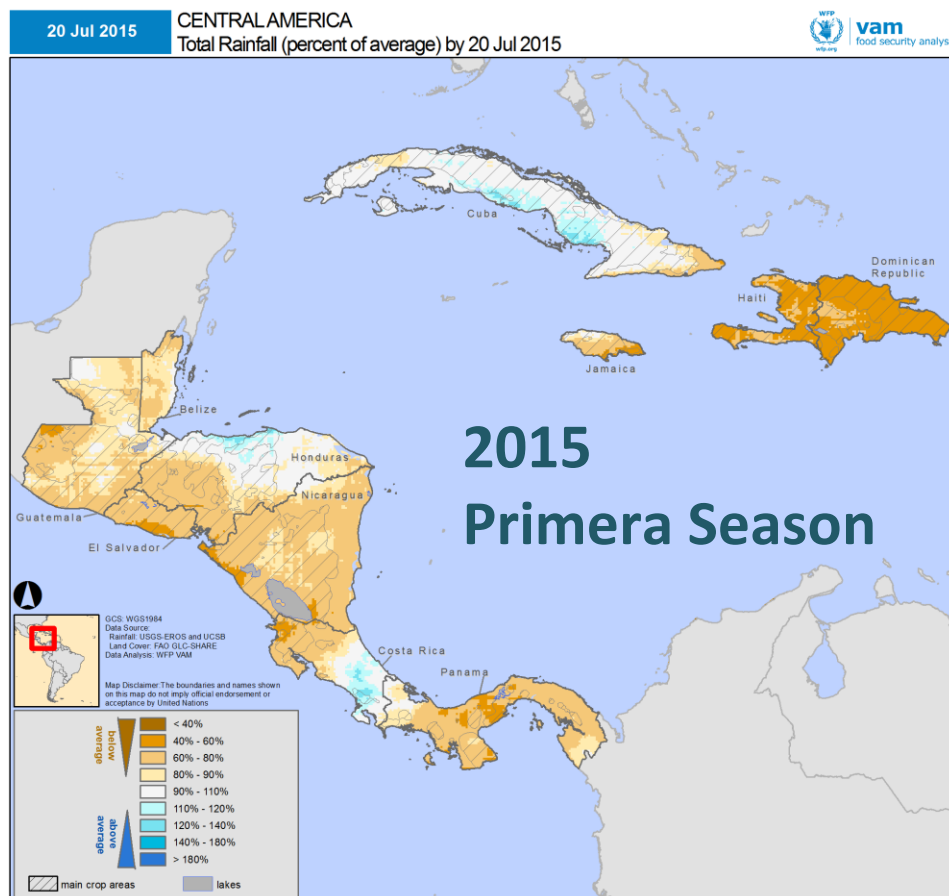 20 Jul 2015
CENTRAL AMERICA
Total Rainfall (percent of average) by 20 Jul 2015
WFP
wfp.org
vam
food security analys
Cuba
Dominican
Republic
Haiti
Jamaica
Belize
Honduras
Nicaragua
Guatemala
El Salvador
Costa Rica
Panama
2015
Primera Season
GCS: WGS1984
Data Source:
Rainfall: USGS-EROS and UCSB
Land Cover: FAO GLC-SHARE
Data Analysis: WFP VAM
Map Disclaimer:The boundaries and names shown
on this map do not imply official endorsement or
acceptance by United Nations
below
average
above
average
< 40%
40% - 60%
60% - 80%
80% - 90%
90% - 110%
110% - 120%
120% - 140%
140% - 180%
> 180%
main crop areas
lakes